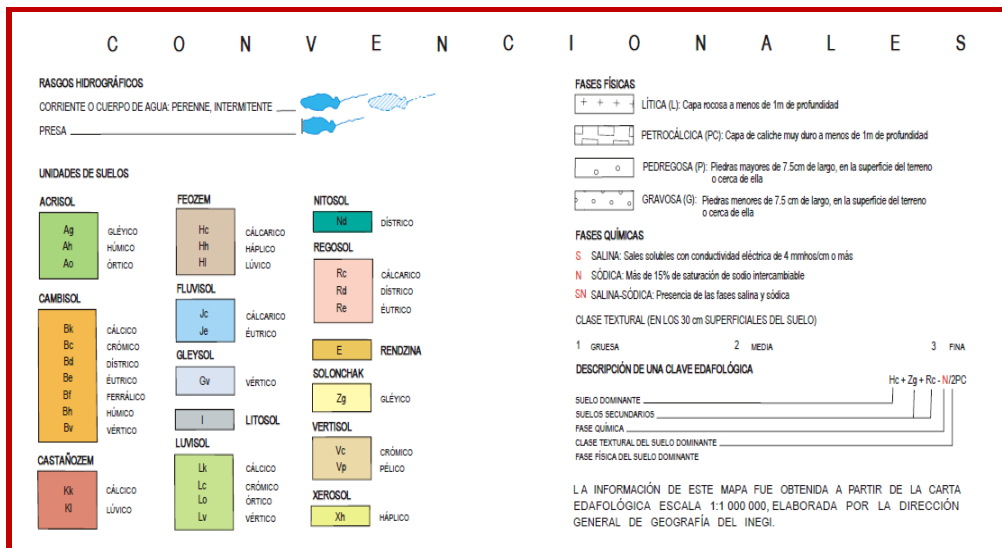 C O N V E N C I O N A L E S
RASGOS HIDROGRÁFICOS
CORRIENTE O CUERPO DE AGUA: PERENNE, INTERMITENTE
PRESA
UNIDADES DE SUELOS
ACRISOL
Ag GLÉYICO
Ah HÚMICO
Ao ÓRTICO
CAMBISOL
Bk CÁLCICO
Bc CRÓMICO
Bd DÍSTRICO
Be ÉUTRICO
Bf FERRÁLICO
Bh HÚMICO
Bv VÉRTICO
CASTAÑOZEM
Kk CÁLCICO
Kl LÚVICO
FEOZEM
Hc CÁLCARICO
Hh HÁPLICO
Hl LÚVICO
FLUVISOL
Jc CÁLCARICO
Je ÉUTRICO
GLEYSOL
Gv VÉRTICO
I LITOSOL
LUVISOL
Lk CÁLCICO
Lc CRÓMICO
Lo ÓRTICO
Lv VÉRTICO
NITOSOL
Nd DÍSTRICO
REGOSOL
Rc CÁLCARICO
Rd DÍSTRICO
Re ÉUTRICO
E RENDZINA
SOLONCHAK
Zg GLÉYICO
VERTISOL
Vc CRÓMICO
Vp PÉLICO
XEROSOL
Xh HÁPLICO
FASES FÍSICAS
LÍTICA (L): Capa rocosa a menos de 1m de profundidad
PETROCÁLCICA (PC): Capa de caliche muy duro a menos de 1m de profundidad
PEDREGOSA (P): Piedras mayores de 7.5cm de largo, en la superficie del terreno
o cerca de ella
GRAVOSA (G): Piedras menores de 7.5 cm de largo, en la superficie del terreno
o cerca de ella
FASES QUÍMICAS
S SALINA: Sales solubles con conductividad eléctrica de 4 mmhos/cm o más
N SÓDICA: Más de 15% de saturación de sodio intercambiable
SN SALINA-SÓDICA: Presencia de las fases salina y sódica
CLASE TEXTURAL (EN LOS 30 cm SUPERFICIALES DEL SUELO)
1 GRUESA 2 MEDIA 3 FINA
DESCRIPCIÓN DE UNA CLAVE EDAFOLÓGICA
Hc + Zg + Rc - N/2PC
SUELO DOMINANTE
SUELOS SECUNDARIOS
FASE QUÍMICA
CLASE TEXTURAL DEL SUELO DOMINANTE
FASE FÍSICA DEL SUELO DOMINANTE
LA INFORMACIÓN DE ESTE MAPA FUE OBTENIDA A PARTIR DE LA CARTA
EDAFOLÓGICA ESCALA 1:1 000 000, ELABORADA POR LA DIRECCIÓN
GENERAL DE GEOGRAFÍA DEL INEGI.